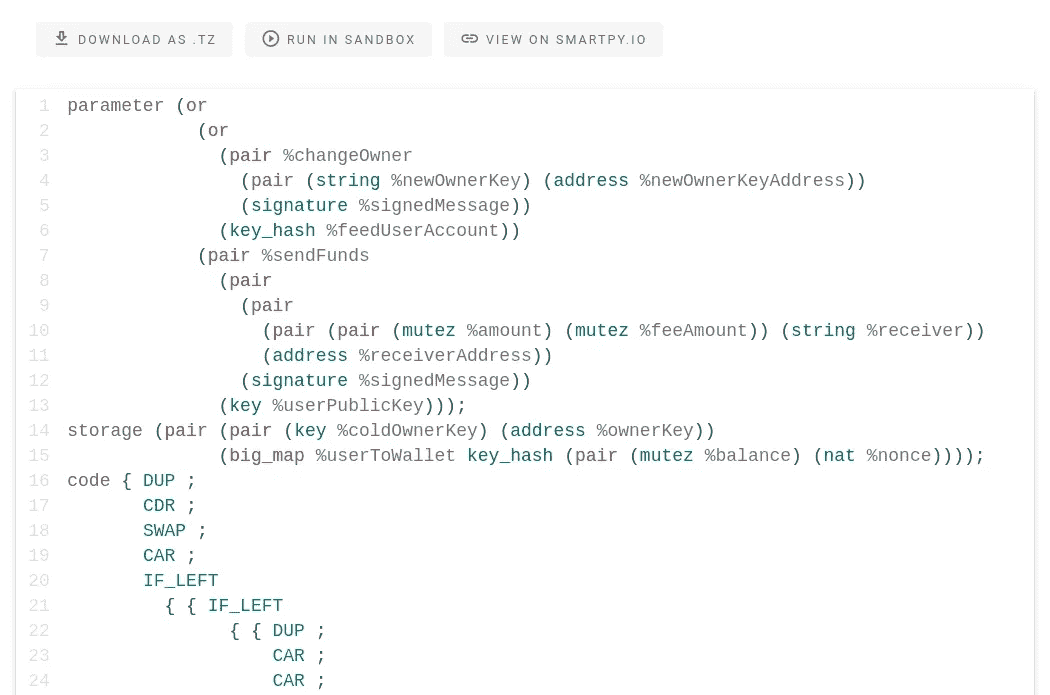 DOWNLOAD AS .TZ RUN IN SANDBOX VIEW ON SMARTPY.IO
1 parameter (or
2 (or
3 (pair %changeOwner
4 (pair (string %newOwnerKey) (address %newOwnerKeyAddress))
5 (signature %signedMessage))
6 (key_hash %feedUserAccount))
7 (pair %sendFunds
8 (pair
9 (pair
10 (pair (pair (mutez %amount) (mutez %feeAmount)) (string %receiver))
11 (address %receiverAddress))
12 (signature %signedMessage))
13 (key %userPublicKey)));
14 storage (pair (pair (key %coldOwnerKey) (address %ownerKey))
15 (big_map %userToWallet key_hash (pair (mutez %balance) (nat %nonce))));
16 code { DUP ;
17 CDR ;
18 SWAP ;
19 CAR ;
20 IF_LEFT
21 { { IF_LEFT
22 { { DUP ;
23 CAR ;
24 CAR ;